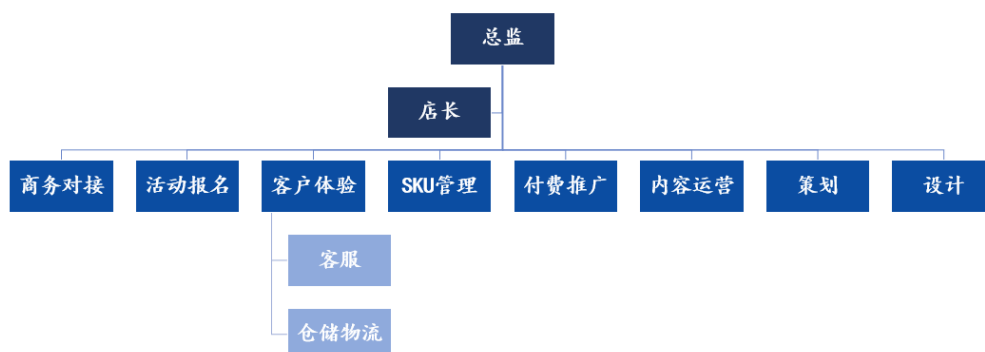 总监
店长
商务对接
活动报名
客户体验
SKU管理
付费推广
内容运营
策划
设计
客服
仓储物流